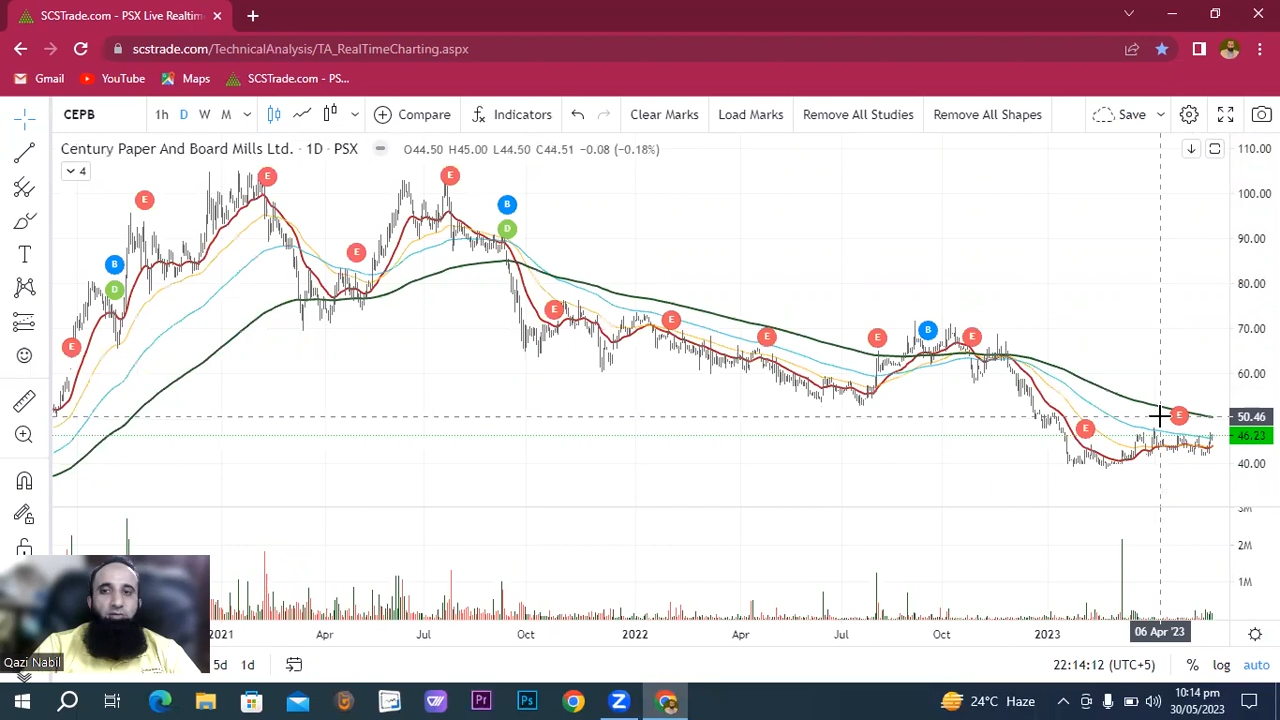 SCSTrade.com - PSX Live Realtim
scstrade.com/TechnicalAnalysis/TA_RealTimeCharting.aspx
Gmail YouTube Maps SCSTrade.com - PS...
CEPB 1h D W M Compare Indicators Clear Marks Load Marks Remove All Studies Remove All Shapes Save
Century Paper And Board Mills Ltd. · 1D · PSX O44.50 H45.00 L44.50 C44.51 −0.08 (−0.18%)
4
110.00
100.00
90.00
80.00
70.00
60.00
50.46
46.23
40.00
E E E E E E E E E E E E
B B B
D D
3M
2M
1M
2021 Apr Jul Oct 2022 Apr Jul Oct 2023 06 Apr '23
Qazi Nabil
5d 1d 22:14:12 (UTC+5) % log auto
24°C Haze
10:14 pm
30/05/2023